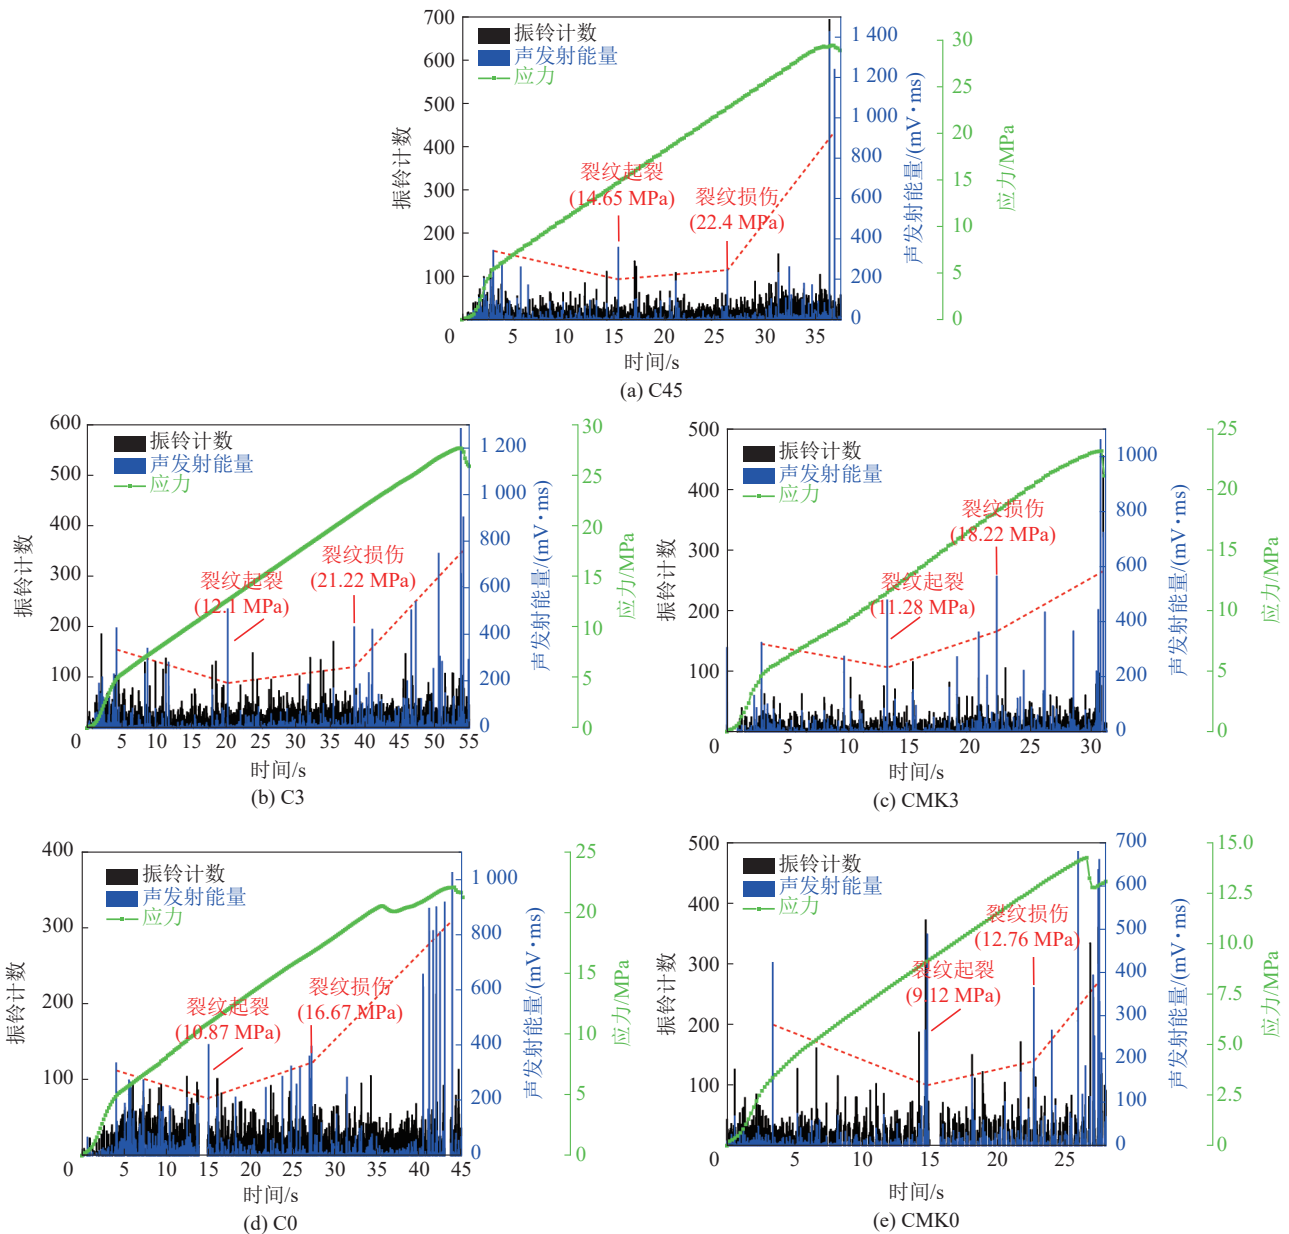 700
600
500
400
300
200
100
0
振铃计数
振铃计数
声发射能量
应力
裂纹起裂
(14.65 MPa)
裂纹损伤
(22.4 MPa)
1 400
1 200
1 000
800
600
400
200
0
声发射能量/(mV·ms)
30
25
20
15
10
5
0
应力/MPa
5 10 15 20 25 30 35
时间/s
(a) C45
600
500
400
300
200
100
0
振铃计数
振铃计数
声发射能量
应力
裂纹起裂
(12.1 MPa)
裂纹损伤
(21.22 MPa)
1 200
1 000
800
600
400
200
0
声发射能量/(mV·ms)
30
25
20
15
10
5
0
应力/MPa
5 10 15 20 25 30 35 40 45 50 55
时间/s
(b) C3
500
400
300
200
100
0
振铃计数
振铃计数
声发射能量
应力
裂纹起裂
(11.28 MPa)
裂纹损伤
(18.22 MPa)
1000
800
600
400
200
0
声发射能量/(mV·ms)
25
20
15
10
5
0
应力/MPa
5 10 15 20 25 30
时间/s
(c) CMK3
400
300
200
100
0
振铃计数
振铃计数
声发射能量
应力
裂纹起裂
(10.87 MPa)
裂纹损伤
(16.67 MPa)
1 000
800
600
400
200
0
声发射能量/(mV·ms)
25
20
15
10
5
0
应力/MPa
5 10 15 20 25 30 35 40 45
时间/s
(d) C0
500
400
300
200
100
0
振铃计数
振铃计数
声发射能量
应力
裂纹起裂
(9.12 MPa)
裂纹损伤
(12.76 MPa)
700
600
500
400
300
200
100
0
声发射能量/(mV·ms)
15.0
12.5
10.0
7.5
5.0
2.5
0
应力/MPa
5 10 15 20 25
时间/s
(e) CMK0